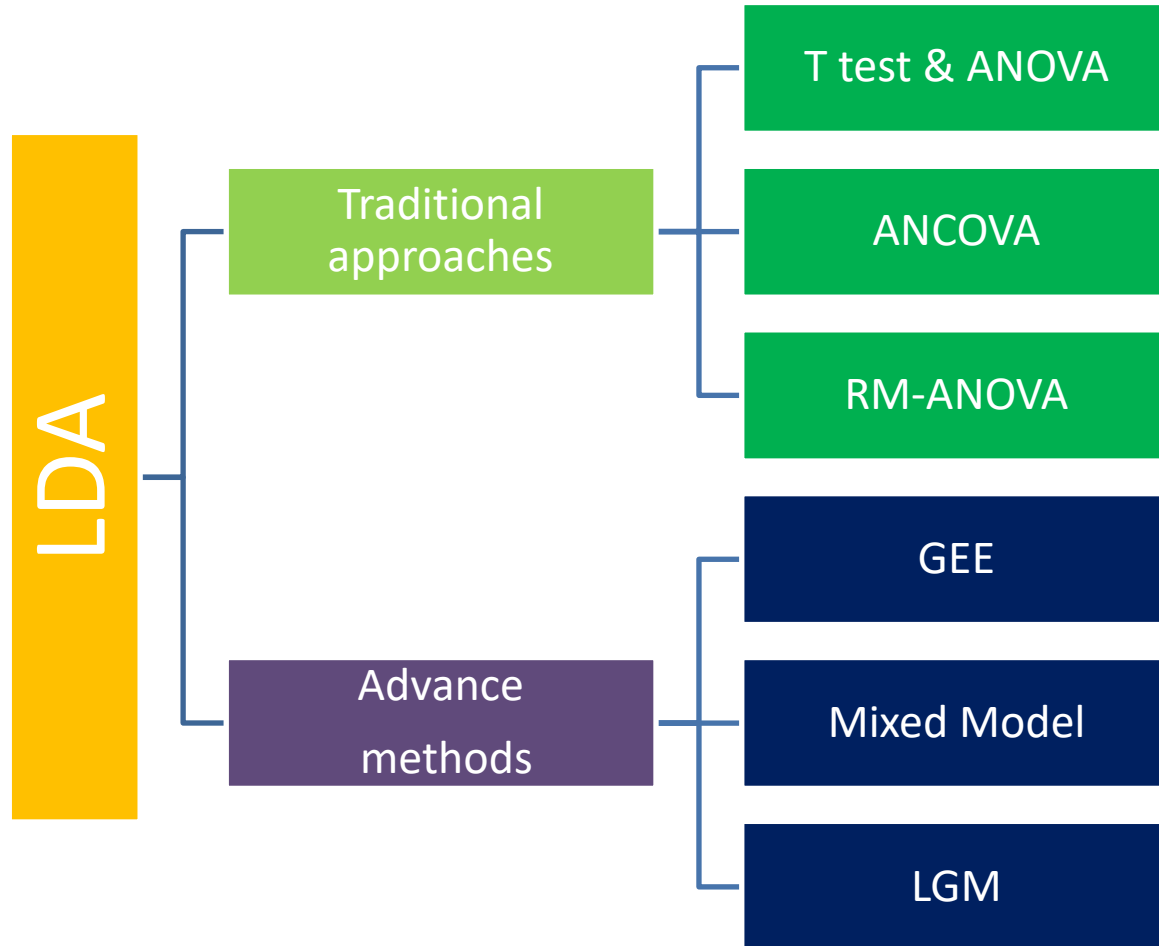 LDA
Traditional
approaches
T test & ANOVA
ANCOVA
RM-ANOVA
Advance
methods
GEE
Mixed Model
LGM